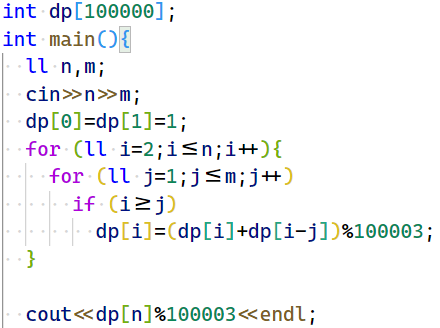 int dp[100000];
int main(){
  ll n,m;
  cin>>n>>m;
  dp[0]=dp[1]=1;
  for (ll i=2;i<=n;i++){
    for (ll j=1;j<=m;j++)
      if (i>=j)
        dp[i]=(dp[i]+dp[i-j])%100003;
  }

  cout<<dp[n]%100003<<endl;